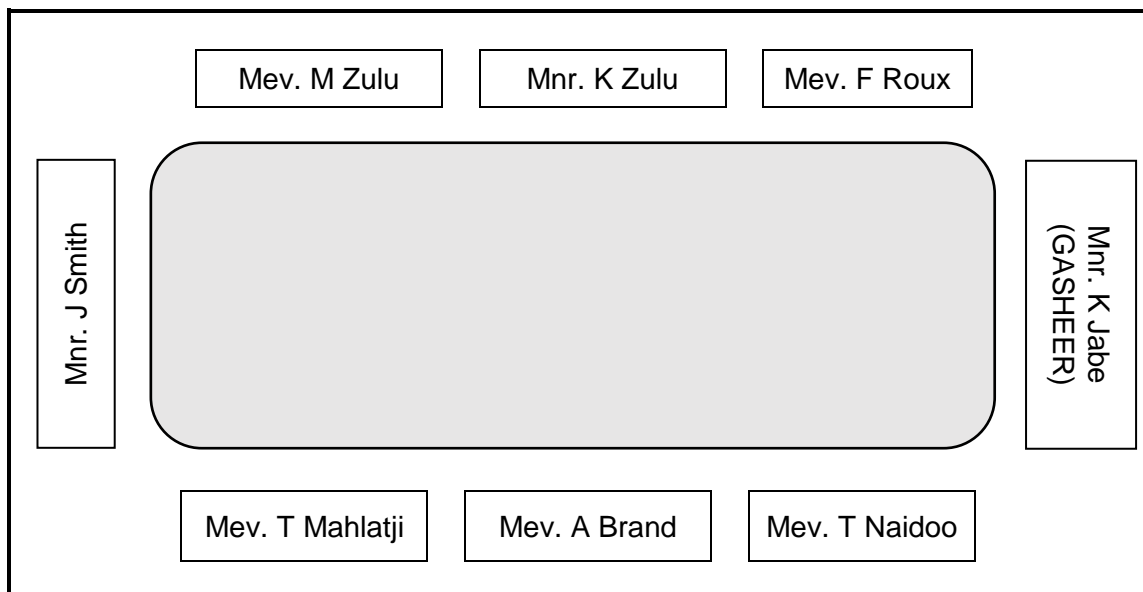 Mev. M Zulu
Mnr. K Zulu
Mev. F Roux
Mnr. J Smith
Mnr. K Jabe
(GASHEER)
Mev. T Mahlatji
Mev. A Brand
Mev. T Naidoo